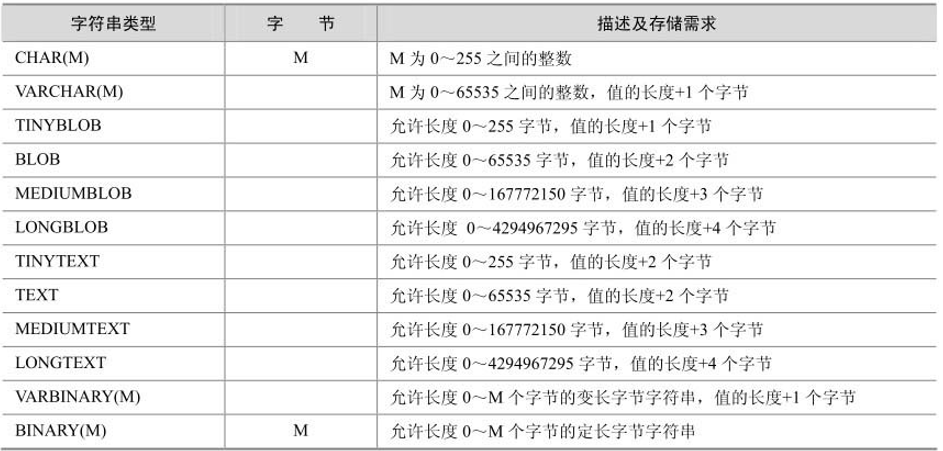 字符串类型 字 节 描述及存储需求
CHAR(M) M M 为 0～255 之间的整数
VARCHAR(M) M 为 0～65535 之间的整数，值的长度+1 个字节
TINYBLOB 允许长度 0～255 字节，值的长度+1 个字节
BLOB 允许长度 0～65535 字节，值的长度+2 个字节
MEDIUMBLOB 允许长度 0～167772150 字节，值的长度+3 个字节
LONGBLOB 允许长度 0～4294967295 字节，值的长度+4 个字节
TINYTEXT 允许长度 0～255 字节，值的长度+2 个字节
TEXT 允许长度 0～65535 字节，值的长度+2 个字节
MEDIUMTEXT 允许长度 0～167772150 字节，值的长度+3 个字节
LONGTEXT 允许长度 0～4294967295 字节，值的长度+4 个字节
VARBINARY(M) 允许长度 0～M 个字节的变长字节字符串，值的长度+1 个字节
BINARY(M) M 允许长度 0～M 个字节的定长字节字符串